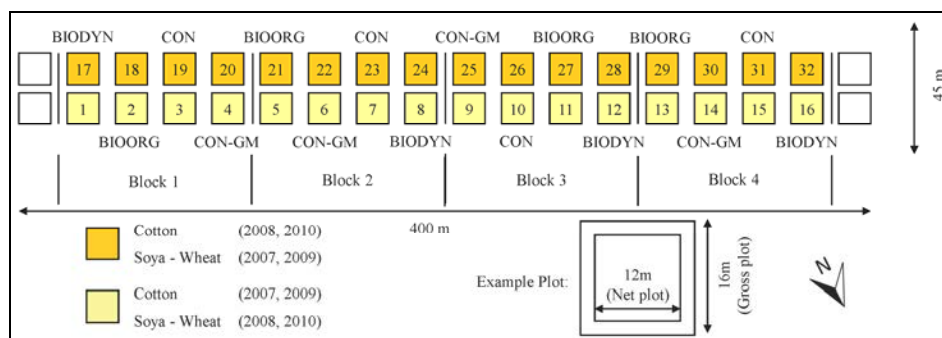 BIODYN CON BIOORG CON CON-GM BIOORG BIOORG CON
17 18 19 20 21 22 23 24 25 26 27 28 29 30 31 32
1 2 3 4 5 6 7 8 9 10 11 12 13 14 15 16
BIOORG CON-GM CON-GM BIODYN CON BIODYN CON-GM BIODYN
45 m
Block 1 Block 2 Block 3 Block 4
400 m
Cotton (2008, 2010)
Soya - Wheat (2007, 2009)
Cotton (2007, 2009)
Soya - Wheat (2008, 2010)
Example Plot:
12m
(Net plot)
16m
(Gross plot)
N